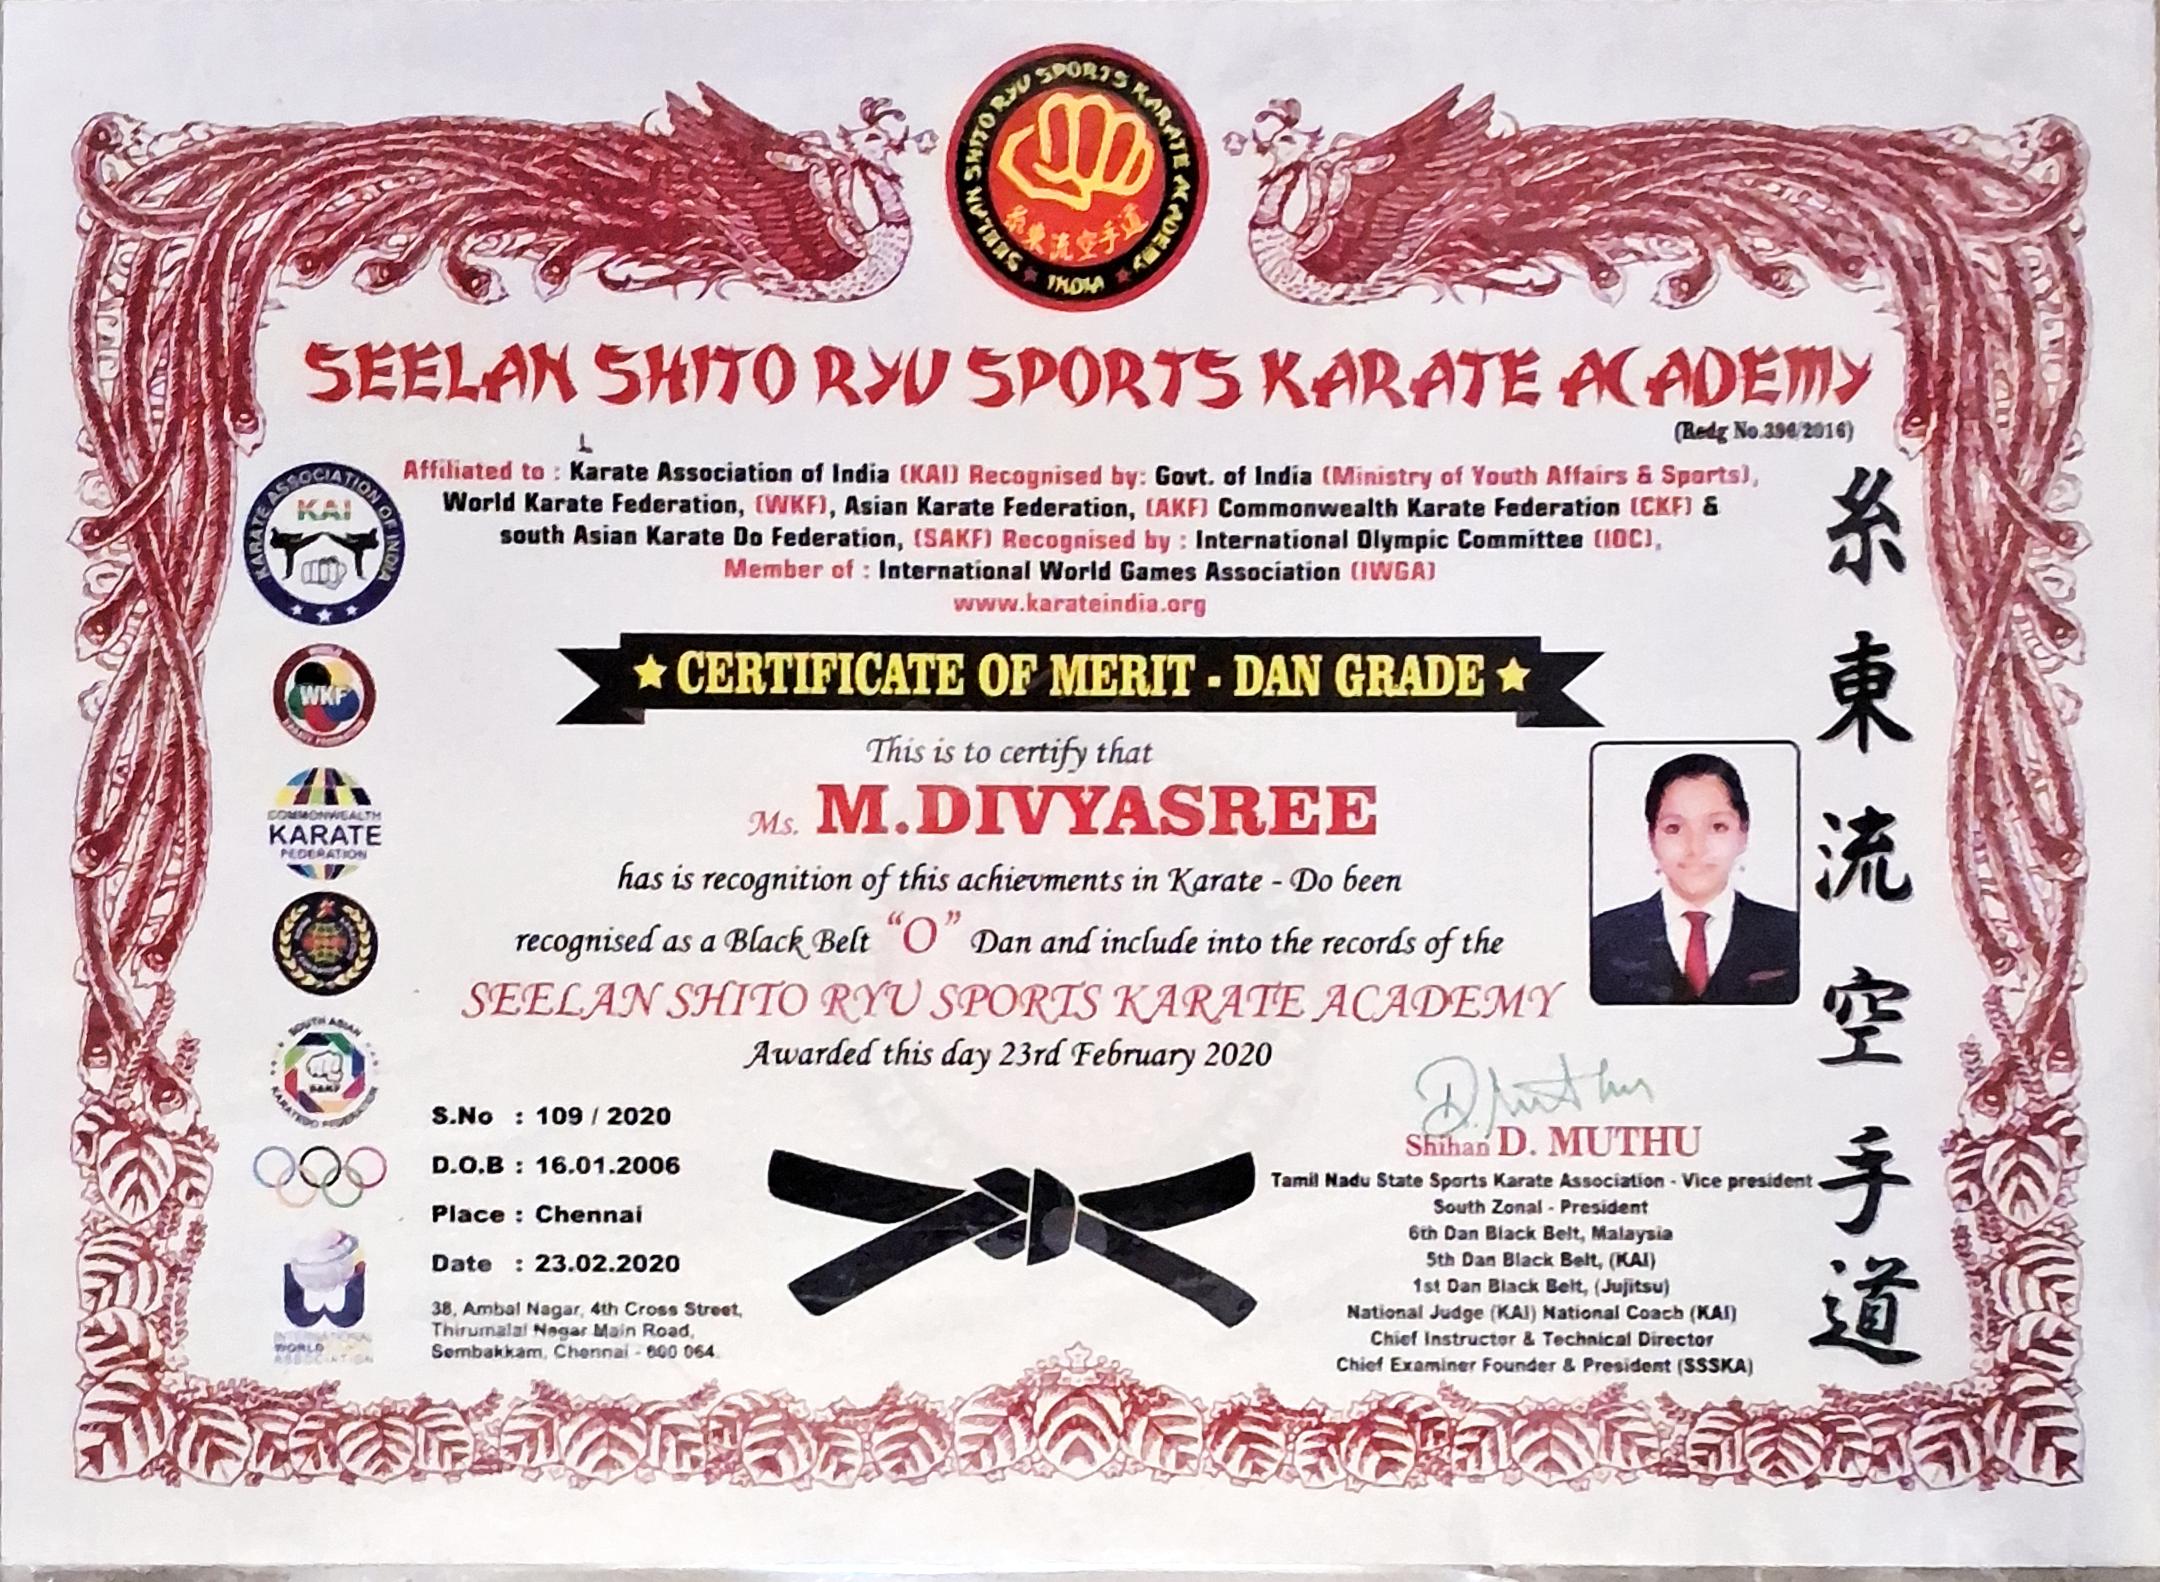 SEELAN SHITO RYU SPORTS KARATE ACADEMY
糸東流空手道
INDIA
SEELAN SHITO RYU SPORTS KARATE ACADEMY
(Redg No.396/2016)
Affiliated to : Karate Association of India (KAI) Recognised by: Govt. of India (Ministry of Youth Affairs & Sports),
World Karate Federation, (WKF), Asian Karate Federation, (AKF) Commonwealth Karate Federation (CKF) &
south Asian Karate Do Federation, (SAKF) Recognised by : International Olympic Committee (IOC),
Member of : International World Games Association (IWGA)
www.karateindia.org
KARATE ASSOCIATION OF INDIA
KAI
WKF
COMMONWEALTH
KARATE
FEDERATION
SOUTH ASIAN
KARATEDO FEDERATION
INTERNATIONAL
WORLD
ASSOCIATION
CERTIFICATE OF MERIT - DAN GRADE
This is to certify that
Ms. M.DIVYASREE
has is recognition of this achievments in Karate - Do been
recognised as a Black Belt "O" Dan and include into the records of the
SEELAN SHITO RYU SPORTS KARATE ACADEMY
Awarded this day 23rd February 2020
S.No : 109 / 2020
D.O.B : 16.01.2006
Place : Chennai
Date : 23.02.2020
38, Ambal Nagar, 4th Cross Street,
Thirumalai Nagar Main Road,
Sembakkam, Chennai - 600 064.
D. Muthu
Shihan D. MUTHU
Tamil Nadu State Sports Karate Association - Vice president
South Zonal - President
6th Dan Black Belt, Malaysia
5th Dan Black Belt, (KAI)
1st Dan Black Belt, (Jujitsu)
National Judge (KAI) National Coach (KAI)
Chief Instructor & Technical Director
Chief Examiner Founder & President (SSSKA)
糸東流空手道